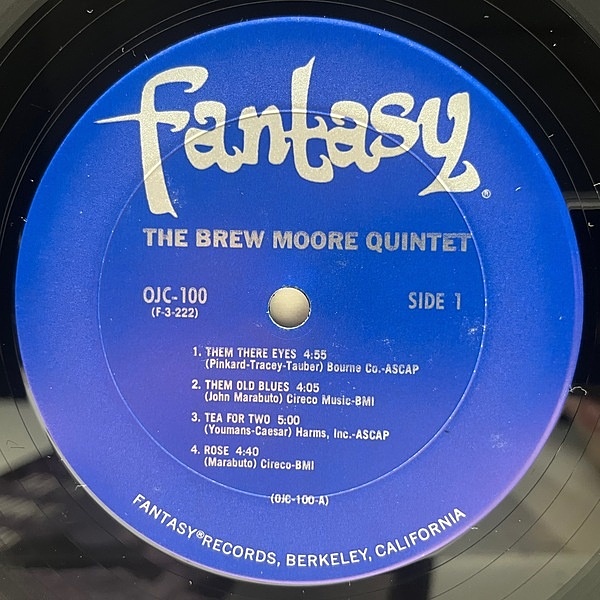 fantasy®
THE BREW MOORE QUINTET
OJC-100
(F-3-222)
SIDE 1
1. THEM THERE EYES 4:55
(Pinkard-Tracey-Tauber) Bourne Co.-ASCAP
2. THEM OLD BLUES 4:05
(John Marabuto) Cireco Music-BMI
3. TEA FOR TWO 5:00
(Youmans-Caesar) Harms, Inc.-ASCAP
4. ROSE 4:40
(Marabuto) Cireco-BMI
(OJC-100-A)
FANTASY® RECORDS, BERKELEY, CALIFORNIA